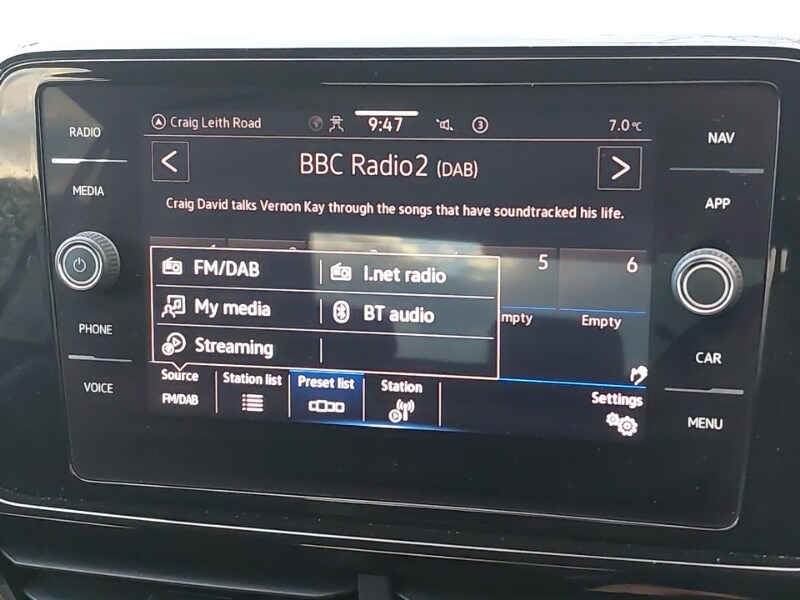 RADIO
MEDIA
PHONE
VOICE
Craig Leith Road
9:47
3
7.0 °C
< BBC Radio2 (DAB) >
Craig David talks Vernon Kay through the songs that have soundtracked his life.
5
6
mpty
Empty
FM/DAB
I.net radio
My media
BT audio
Streaming
Source
FM/DAB
Station list
Preset list
Station
Settings
NAV
APP
CAR
MENU